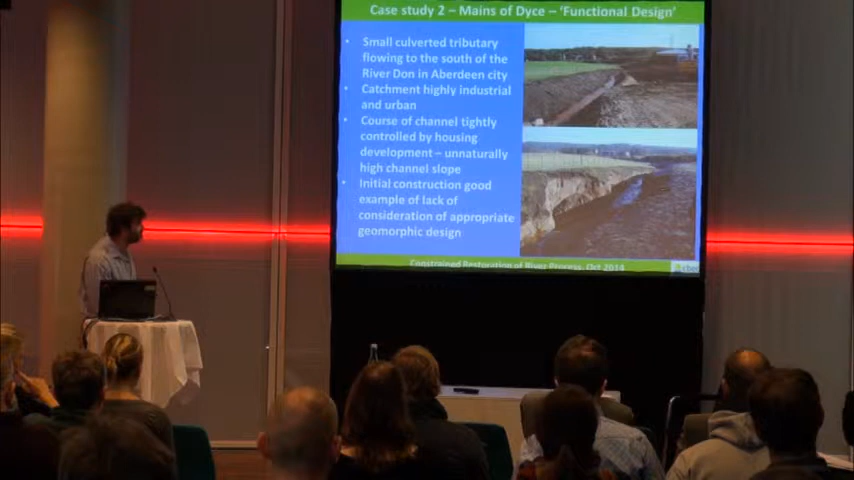 Case study 2 – Mains of Dyce – 'Functional Design'
• Small culverted tributary
flowing to the south of the
River Don in Aberdeen city
• Catchment highly industrial
and urban
• Course of channel tightly
controlled by housing
development – unnaturally
high channel slope
• Initial construction good
example of lack of
consideration of appropriate
geomorphic design
Constrained Restoration of River Process, Oct 2014
cbec